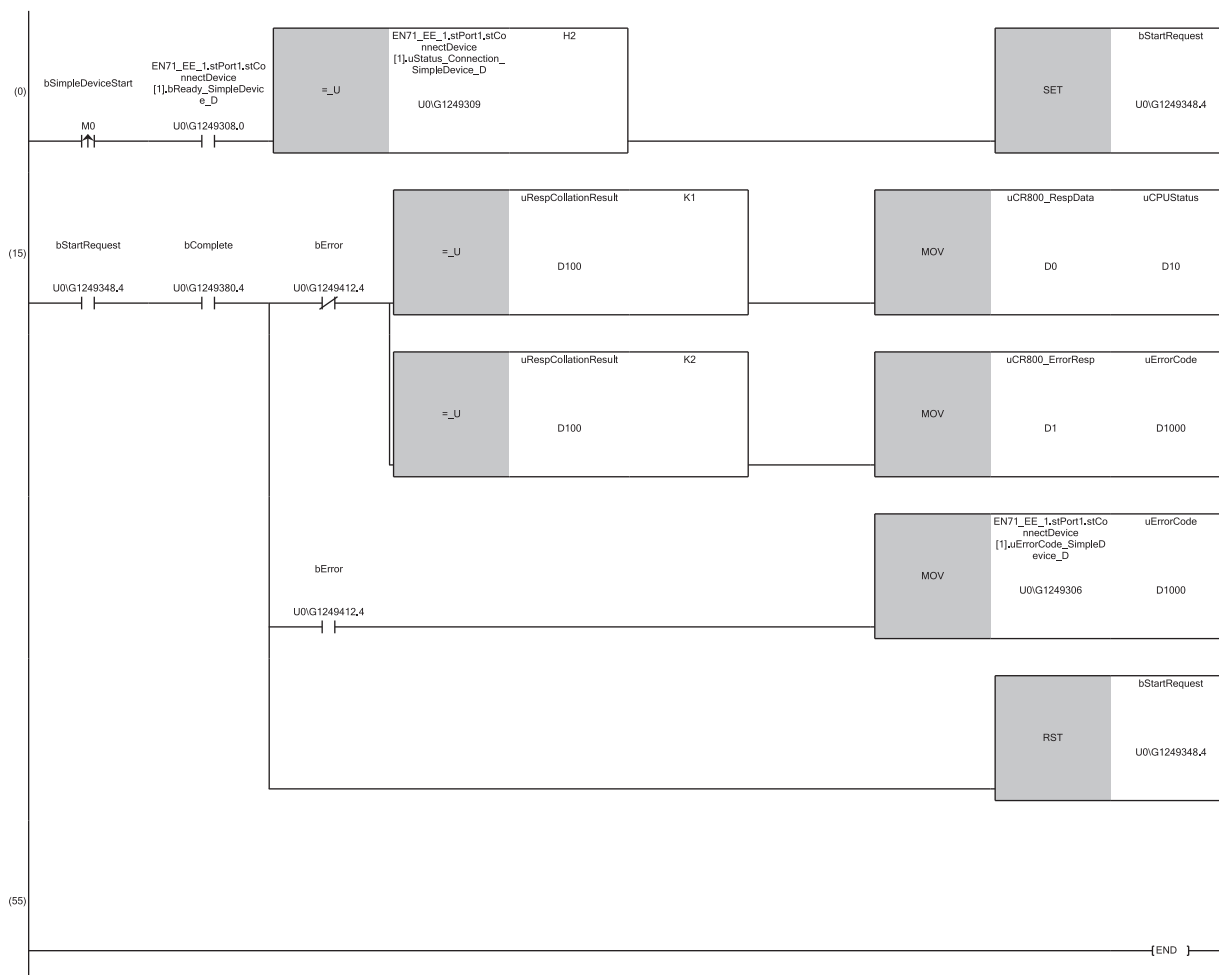 (0)
bSimpleDeviceStart
M0
EN71_EE_1.stPort1.stCo
nnectDevice
[1].bReady_SimpleDevic
e_D
U0\G1249308.0
=_U
EN71_EE_1.stPort1.stCo
nnectDevice
[1].uStatus_Connection_
SimpleDevice_D
U0\G1249309
H2
SET
bStartRequest
U0\G1249348.4
(15)
bStartRequest
U0\G1249348.4
bComplete
U0\G1249380.4
bError
U0\G1249412.4
=_U
uRespCollationResult
D100
K1
MOV
uCR800_RespData
D0
uCPUStatus
D10
=_U
uRespCollationResult
D100
K2
MOV
uCR800_ErrorResp
D1
uErrorCode
D1000
bError
U0\G1249412.4
MOV
EN71_EE_1.stPort1.stCo
nnectDevice
[1].uErrorCode_SimpleD
evice_D
U0\G1249306
uErrorCode
D1000
RST
bStartRequest
U0\G1249348.4
(55)
[END ]